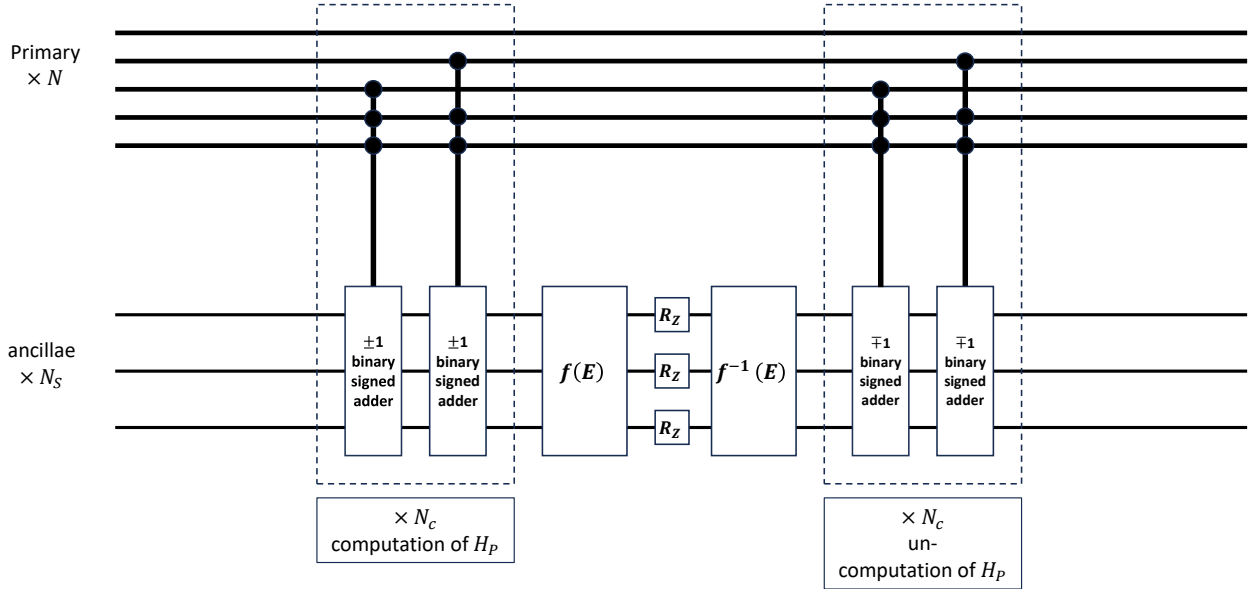 Primary
× N
ancillae
× N_S
±1
binary
signed
adder
±1
binary
signed
adder
f(E)
R_Z
R_Z
R_Z
f⁻¹(E)
∓1
binary
signed
adder
∓1
binary
signed
adder
× N_c
computation of H_P
× N_c
un-
computation of H_P